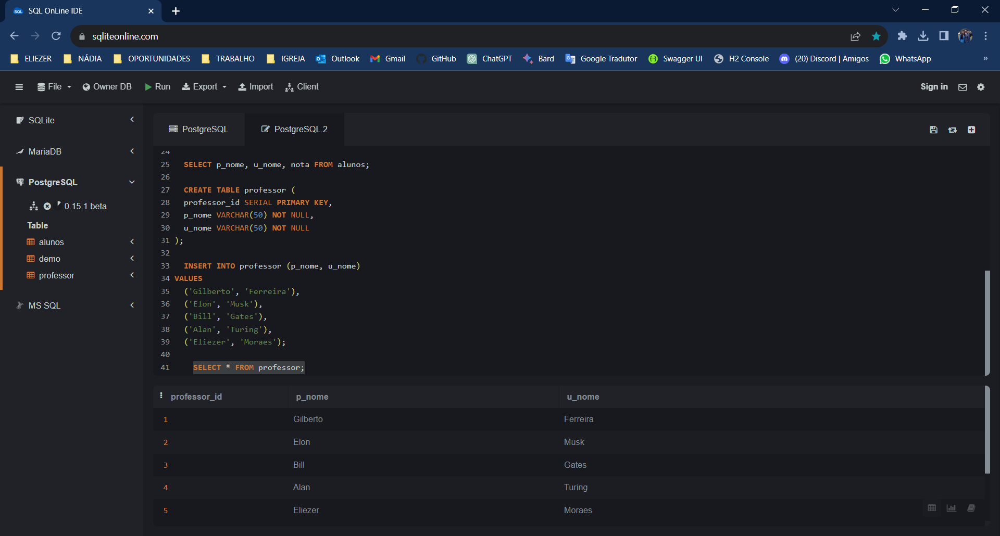 SQL OnLine IDE
sqliteonline.com
ELIEZER NÁDIA OPORTUNIDADES TRABALHO IGREJA Outlook Gmail GitHub ChatGPT Bard Google Tradutor Swagger UI H2 Console (20) Discord | Amigos WhatsApp »
File Owner DB Run Export Import Client Sign in
SQLite
MariaDB
PostgreSQL
0.15.1 beta
Table
alunos
demo
professor
MS SQL
PostgreSQL PostgreSQL.2
24
25 SELECT p_nome, u_nome, nota FROM alunos;
26
27 CREATE TABLE professor (
28 professor_id SERIAL PRIMARY KEY,
29 p_nome VARCHAR(50) NOT NULL,
30 u_nome VARCHAR(50) NOT NULL
31 );
32
33 INSERT INTO professor (p_nome, u_nome)
34 VALUES
35 ('Gilberto', 'Ferreira'),
36 ('Elon', 'Musk'),
37 ('Bill', 'Gates'),
38 ('Alan', 'Turing'),
39 ('Eliezer', 'Moraes');
40
41 SELECT * FROM professor;
professor_id p_nome u_nome
1 Gilberto Ferreira
2 Elon Musk
3 Bill Gates
4 Alan Turing
5 Eliezer Moraes